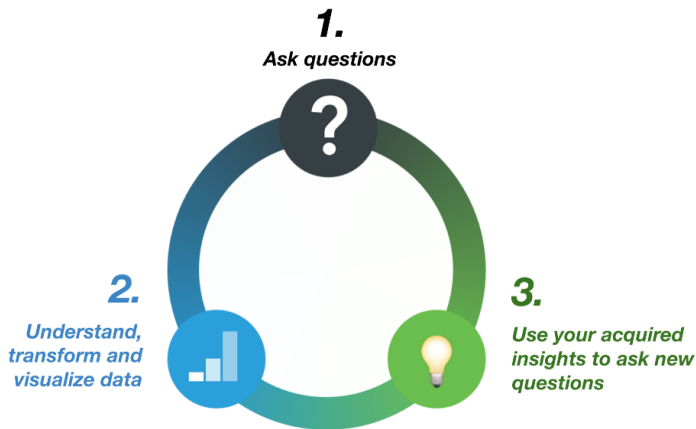 1.
Ask questions
?
2.
Understand,
transform and
visualize data
3.
Use your acquired
insights to ask new
questions